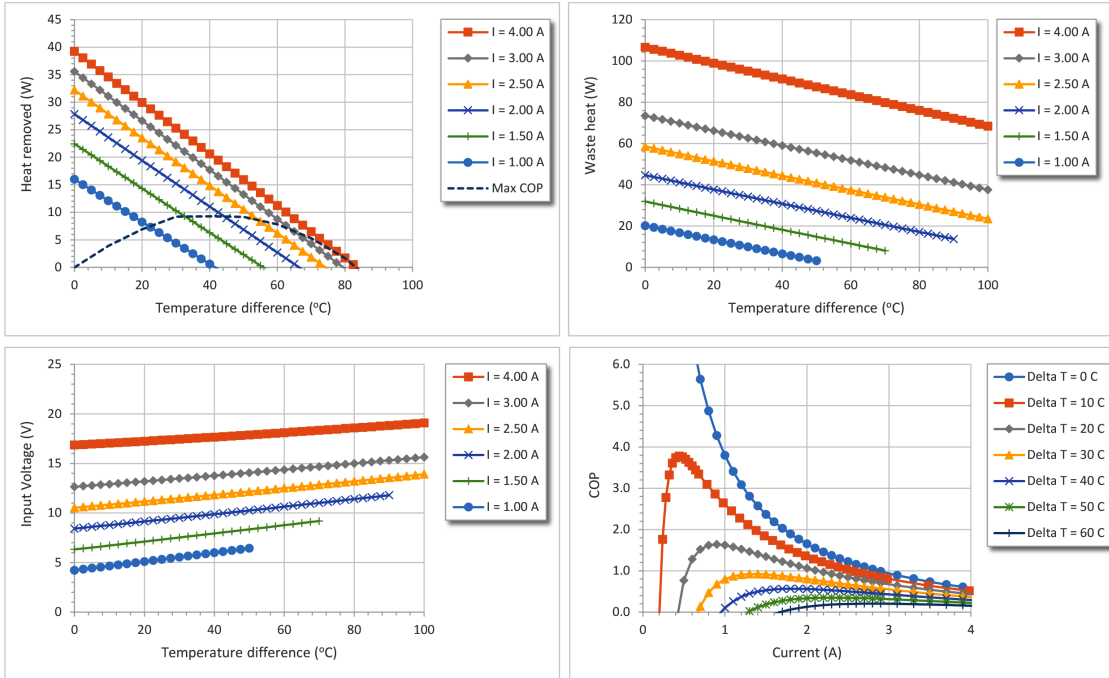 Heat removed (W)
45
40
35
30
25
20
15
10
5
0
0 20 40 60 80 100
Temperature difference (°C)
I = 4.00 A
I = 3.00 A
I = 2.50 A
I = 2.00 A
I = 1.50 A
I = 1.00 A
Max COP
Waste heat (W)
120
100
80
60
40
20
0
0 20 40 60 80 100
Temperature difference (°C)
I = 4.00 A
I = 3.00 A
I = 2.50 A
I = 2.00 A
I = 1.50 A
I = 1.00 A
Input Voltage (V)
25
20
15
10
5
0
0 20 40 60 80 100
Temperature difference (°C)
I = 4.00 A
I = 3.00 A
I = 2.50 A
I = 2.00 A
I = 1.50 A
I = 1.00 A
COP
6.0
5.0
4.0
3.0
2.0
1.0
0.0
0 1 2 3 4
Current (A)
Delta T = 0 C
Delta T = 10 C
Delta T = 20 C
Delta T = 30 C
Delta T = 40 C
Delta T = 50 C
Delta T = 60 C